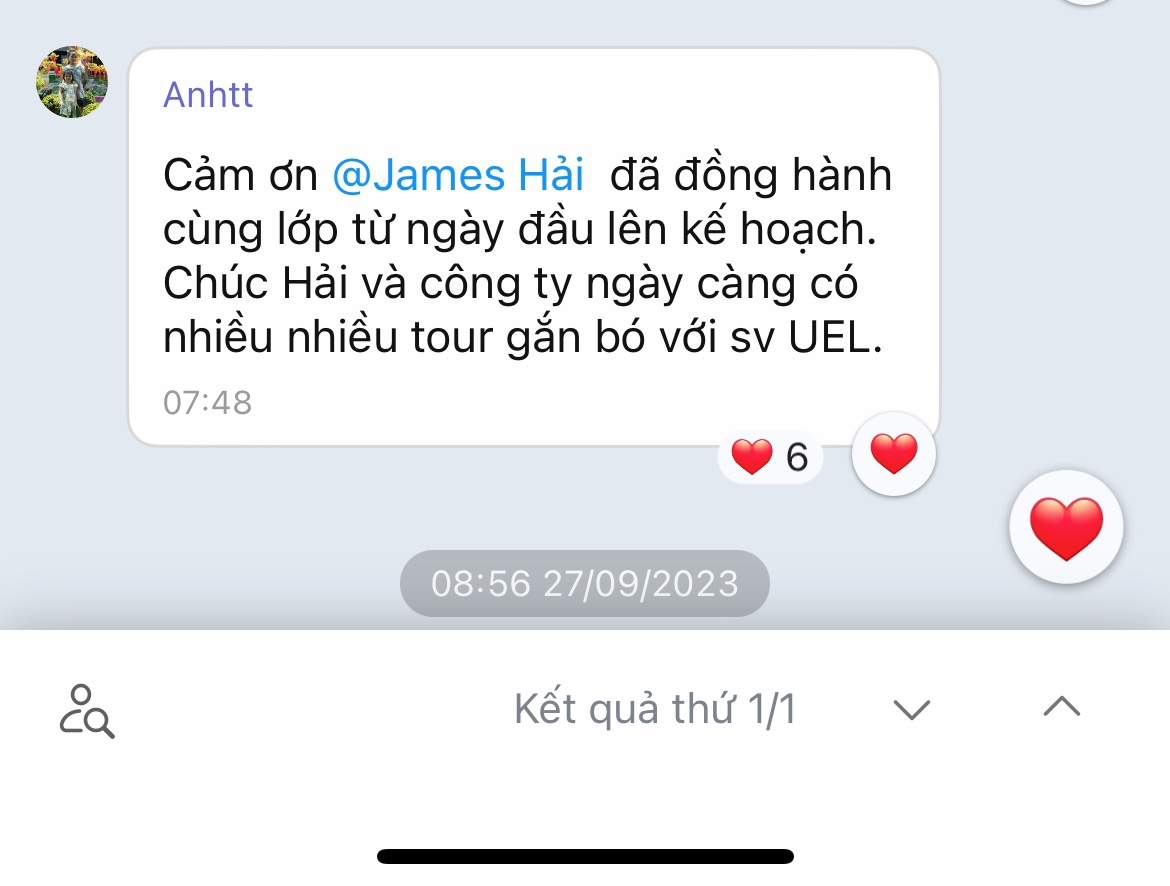 Anhtt
Cảm ơn @James Hải đã đồng hành
cùng lớp từ ngày đầu lên kế hoạch.
Chúc Hải và công ty ngày càng có
nhiều nhiều tour gắn bó với sv UEL.
07:48
6
08:56 27/09/2023
Kết quả thứ 1/1